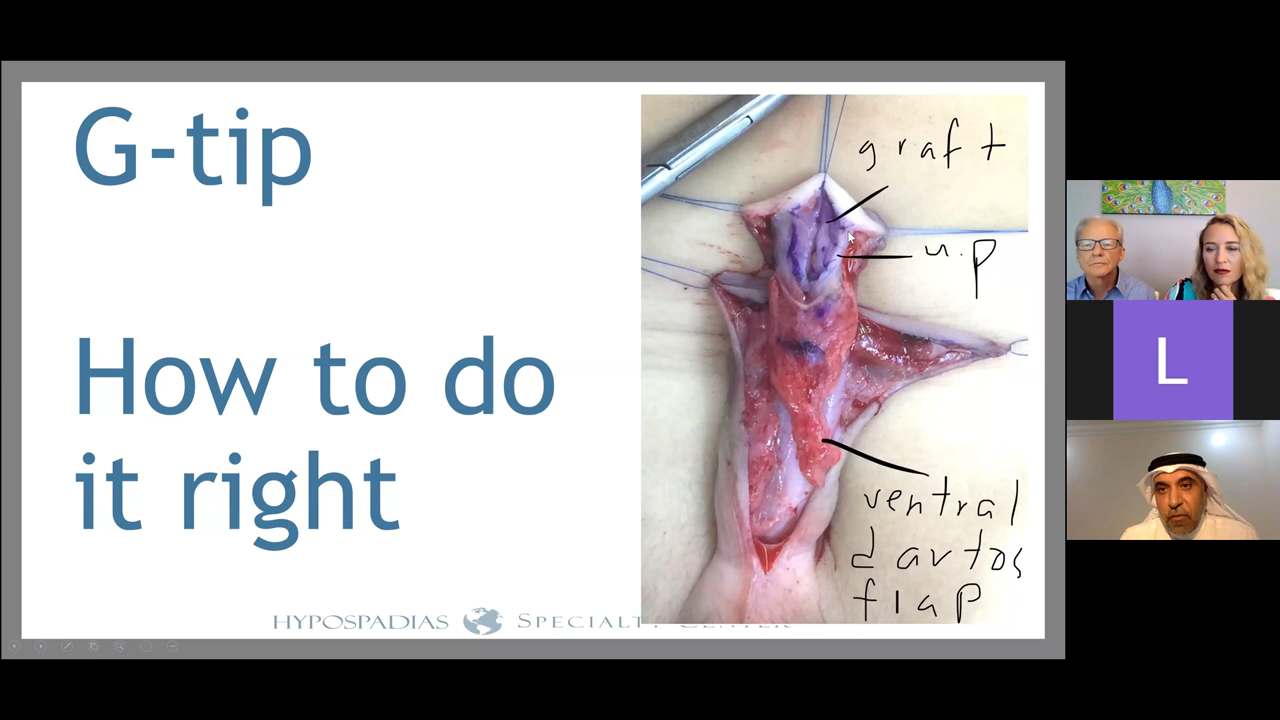 G-tip
How to do
it right
graft
u.p
ventral
dartos
flap
HYPOSPADIAS SPECIALTY CENTER
L